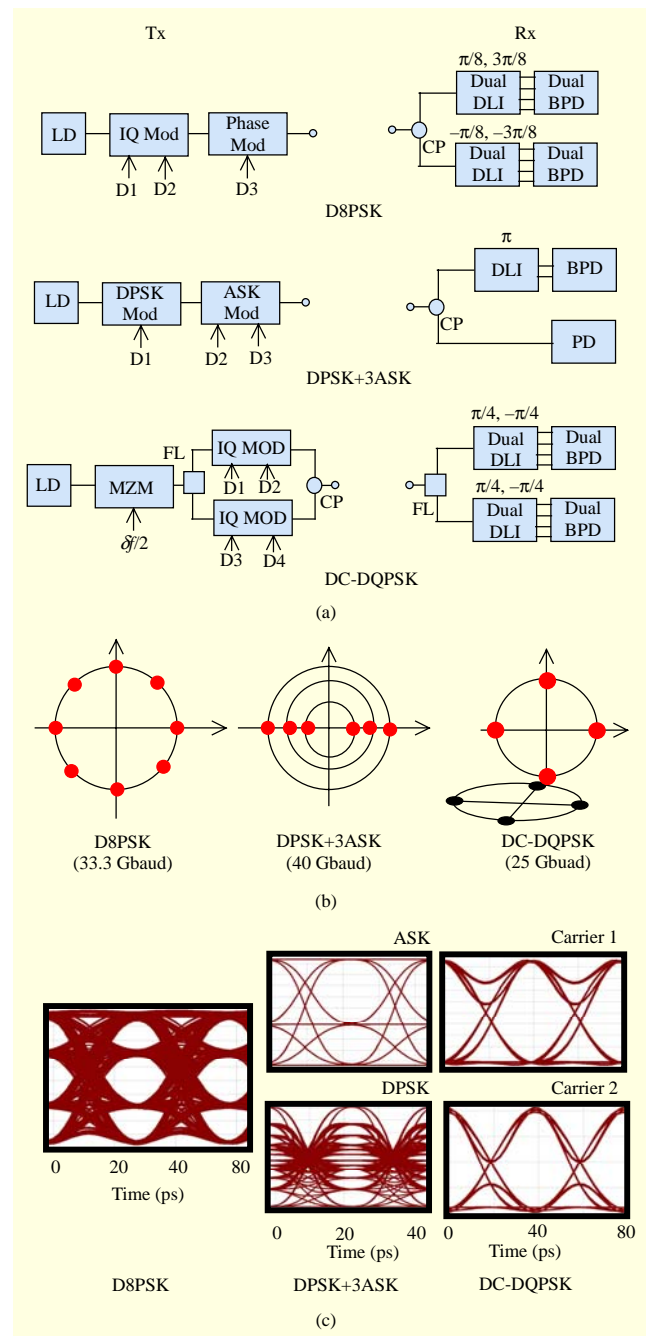 Tx Rx
π/8, 3π/8
LD IQ Mod Phase Mod Dual DLI Dual BPD
CP
–π/8, –3π/8
Dual DLI Dual BPD
D1 D2 D3
D8PSK
π
LD DPSK Mod ASK Mod DLI BPD
CP
PD
D1 D2 D3
DPSK+3ASK
π/4, –π/4
FL IQ MOD Dual DLI Dual BPD
D1 D2
LD MZM CP FL
π/4, –π/4
IQ MOD Dual DLI Dual BPD
δf/2 D3 D4
DC-DQPSK
(a)
D8PSK DPSK+3ASK DC-DQPSK
(33.3 Gbaud) (40 Gbaud) (25 Gbuad)
(b)
ASK Carrier 1
DPSK Carrier 2
0 20 40 60 80
Time (ps)
0 20 40
Time (ps)
0 40 80
Time (ps)
D8PSK DPSK+3ASK DC-DQPSK
(c)